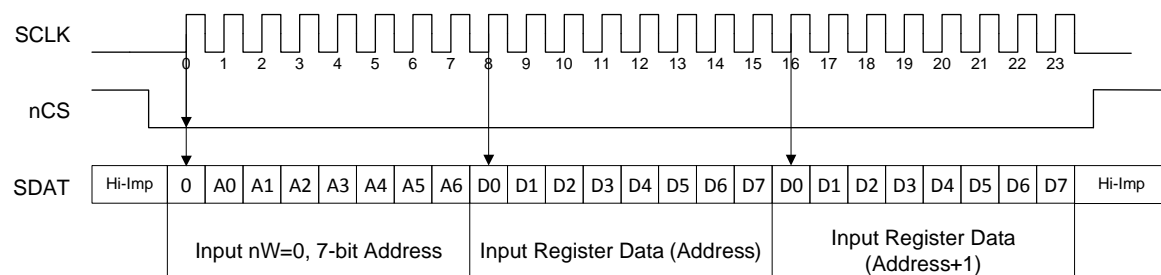 SCLK
0 1 2 3 4 5 6 7 8 9 10 11 12 13 14 15 16 17 18 19 20 21 22 23
nCS
SDAT Hi-Imp 0 A0 A1 A2 A3 A4 A5 A6 D0 D1 D2 D3 D4 D5 D6 D7 D0 D1 D2 D3 D4 D5 D6 D7 Hi-Imp
Input nW=0, 7-bit Address
Input Register Data (Address)
Input Register Data
(Address+1)